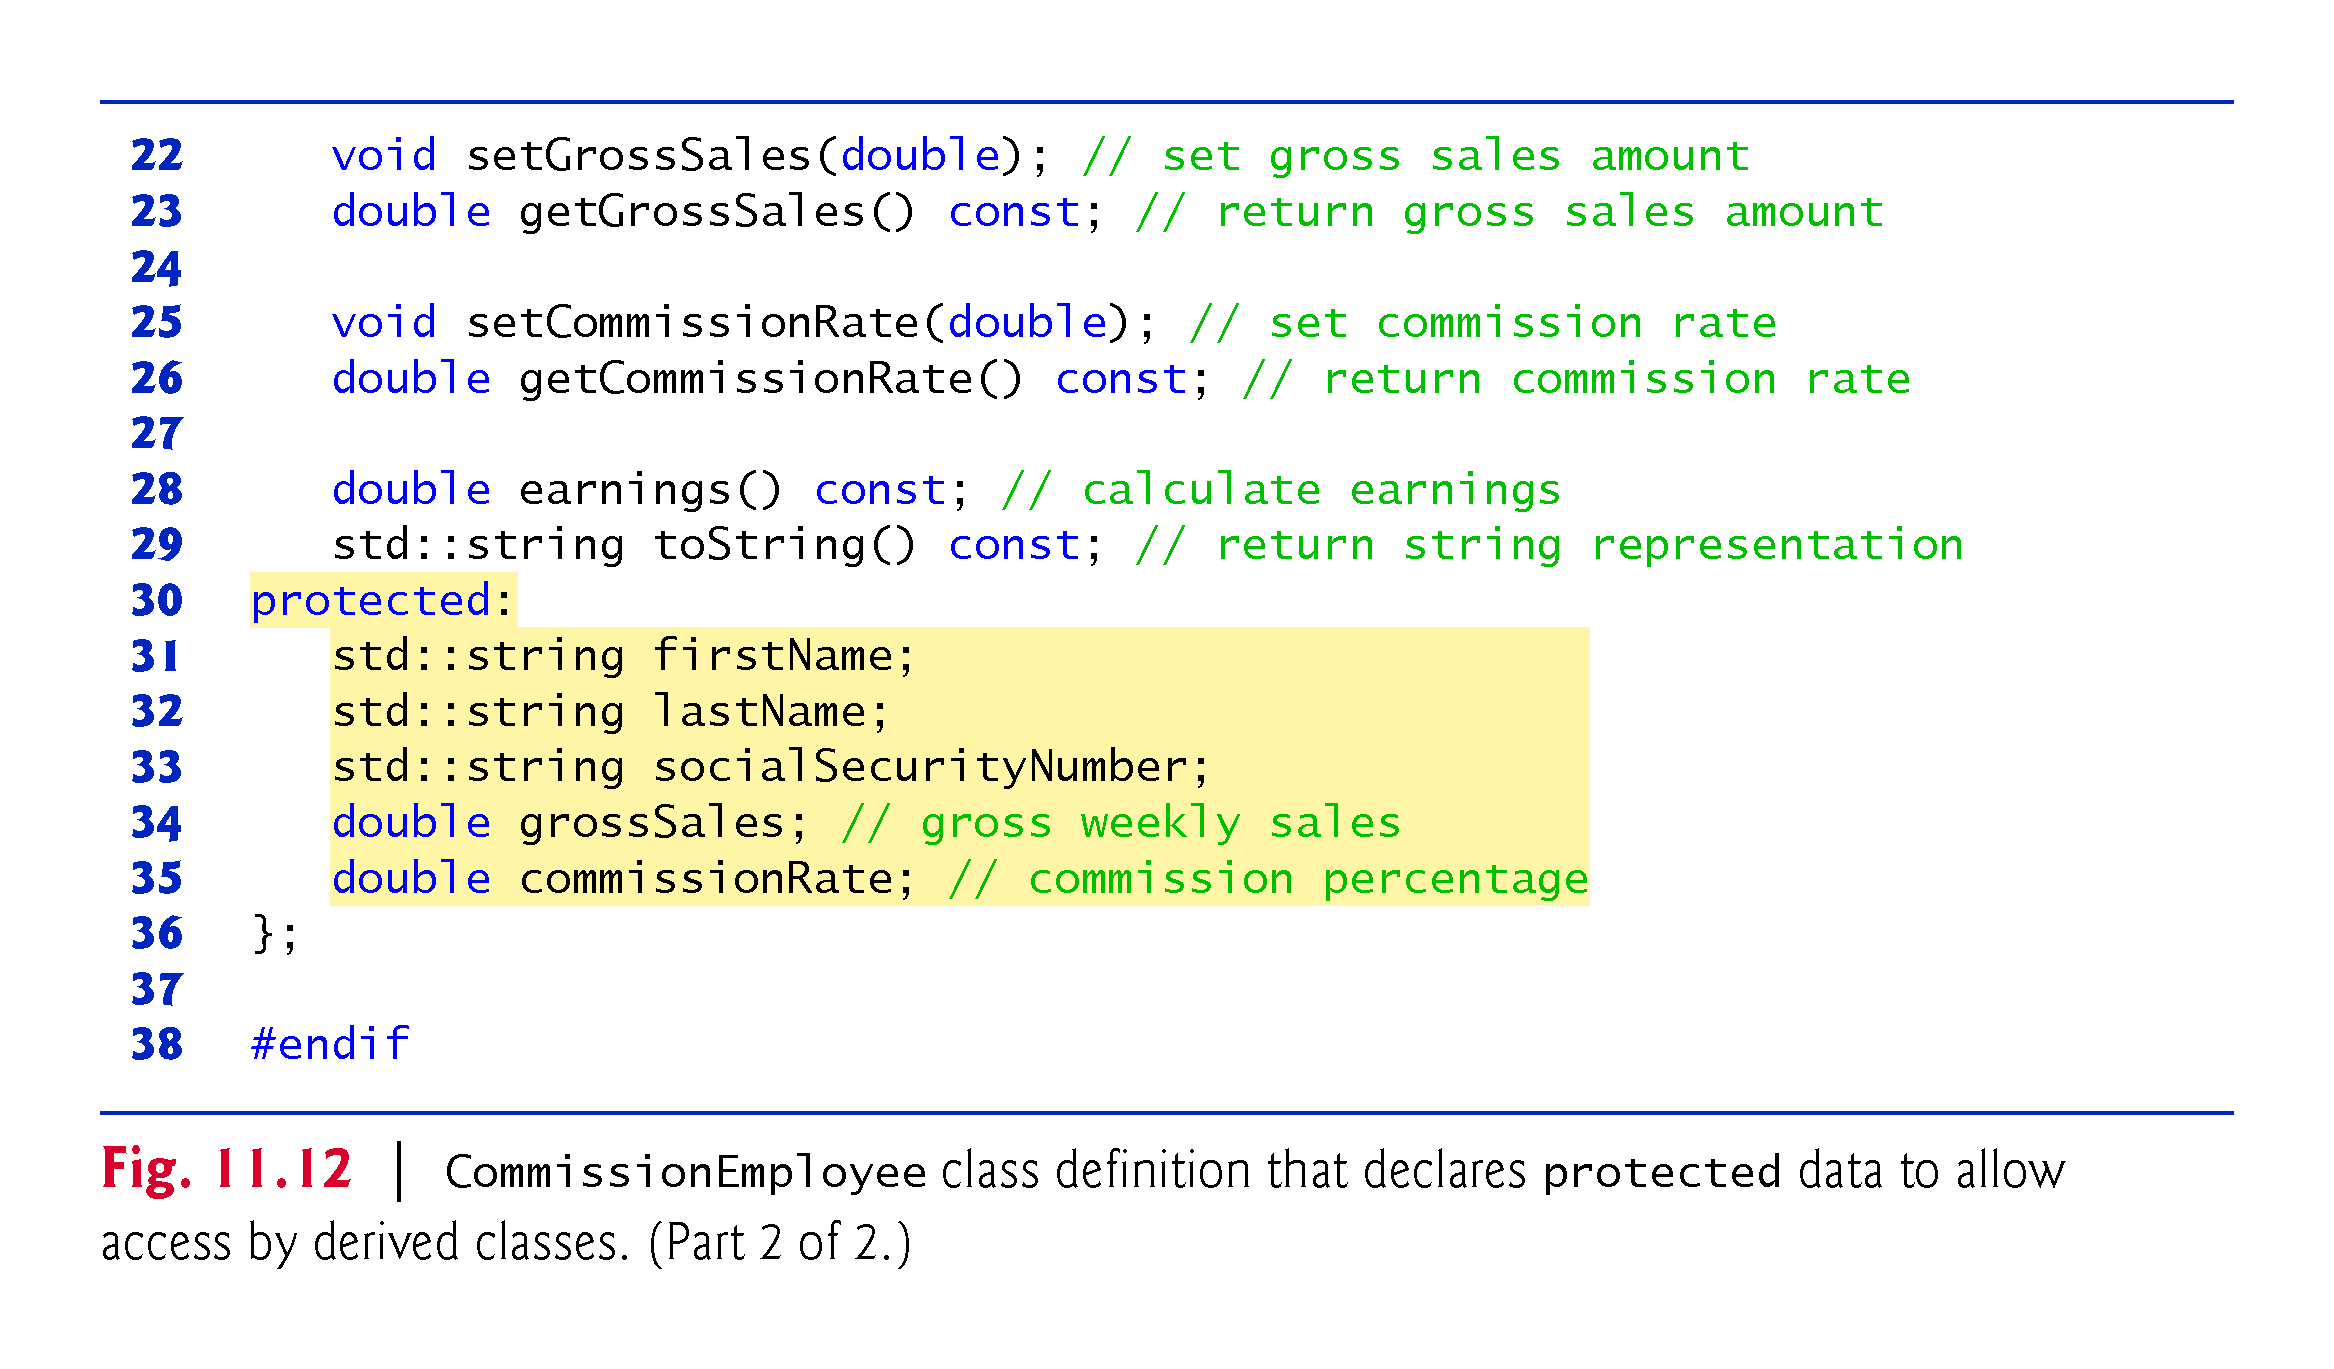 22 void setGrossSales(double); // set gross sales amount
23 double getGrossSales() const; // return gross sales amount
24
25 void setCommissionRate(double); // set commission rate
26 double getCommissionRate() const; // return commission rate
27
28 double earnings() const; // calculate earnings
29 std::string toString() const; // return string representation
30 protected:
31 std::string firstName;
32 std::string lastName;
33 std::string socialSecurityNumber;
34 double grossSales; // gross weekly sales
35 double commissionRate; // commission percentage
36 };
37
38 #endif
Fig. 11.12 | CommissionEmployee class definition that declares protected data to allow
access by derived classes. (Part 2 of 2.)